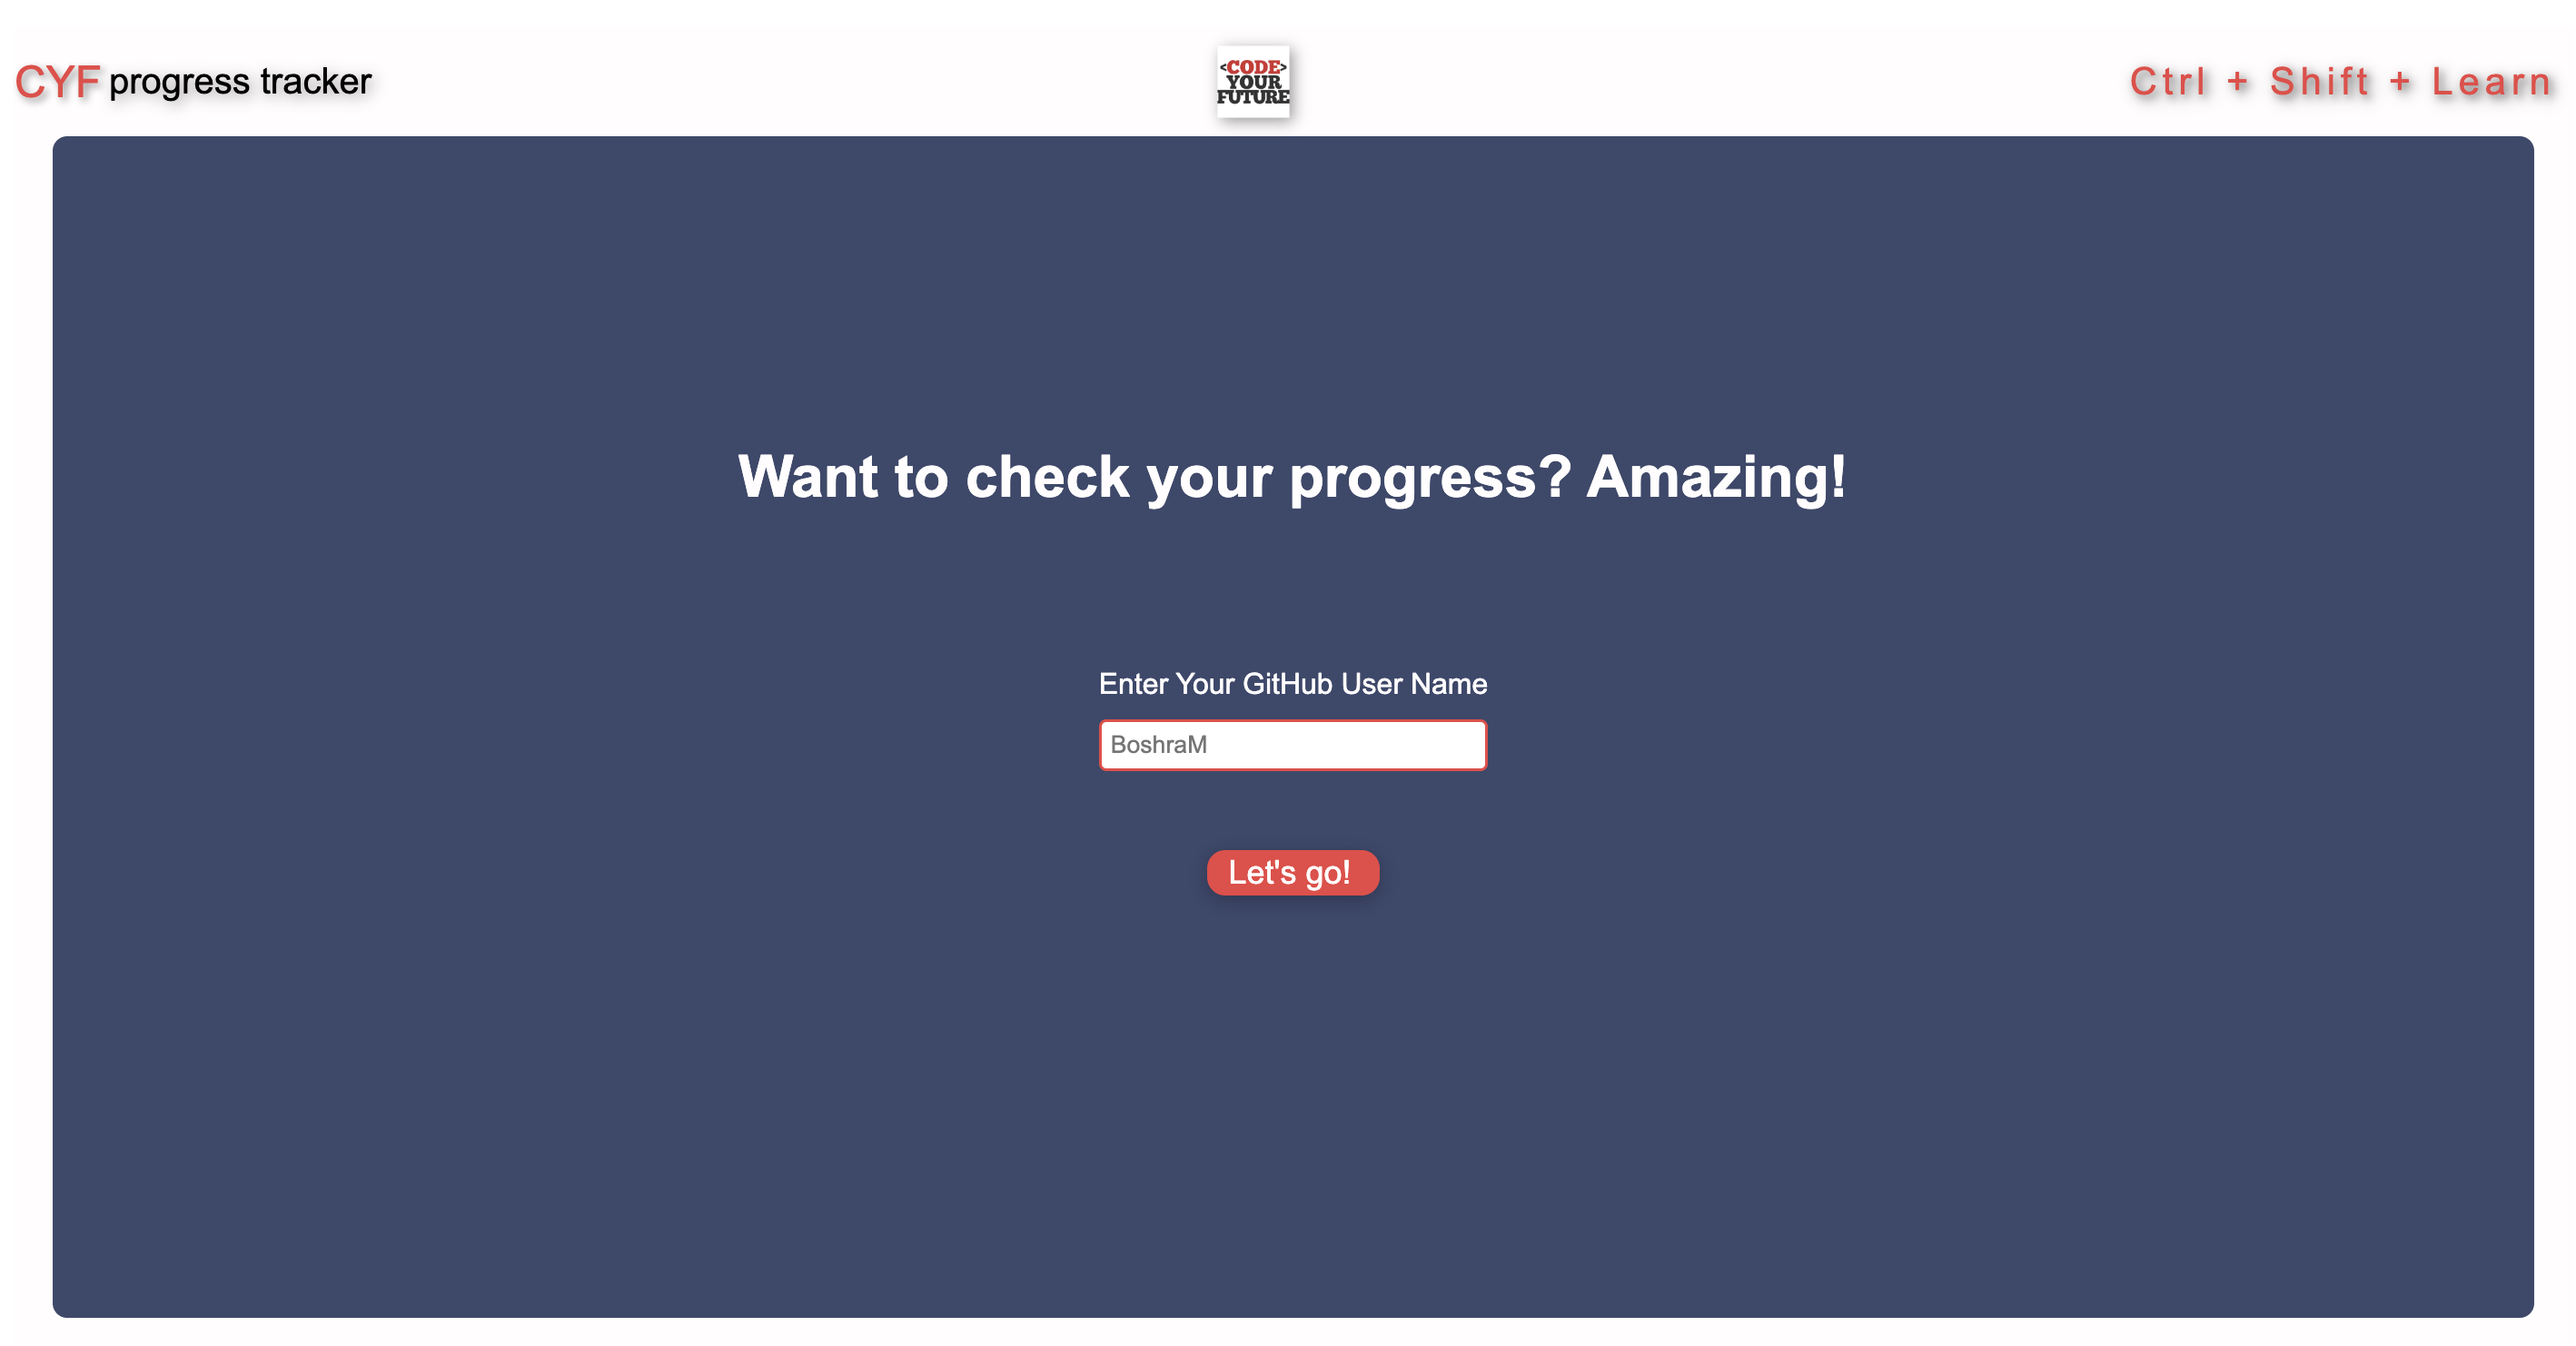 CYF progress tracker
<CODE>
YOUR
FUTURE
Ctrl + Shift + Learn
Want to check your progress? Amazing!
Enter Your GitHub User Name
BoshraM
Let's go!